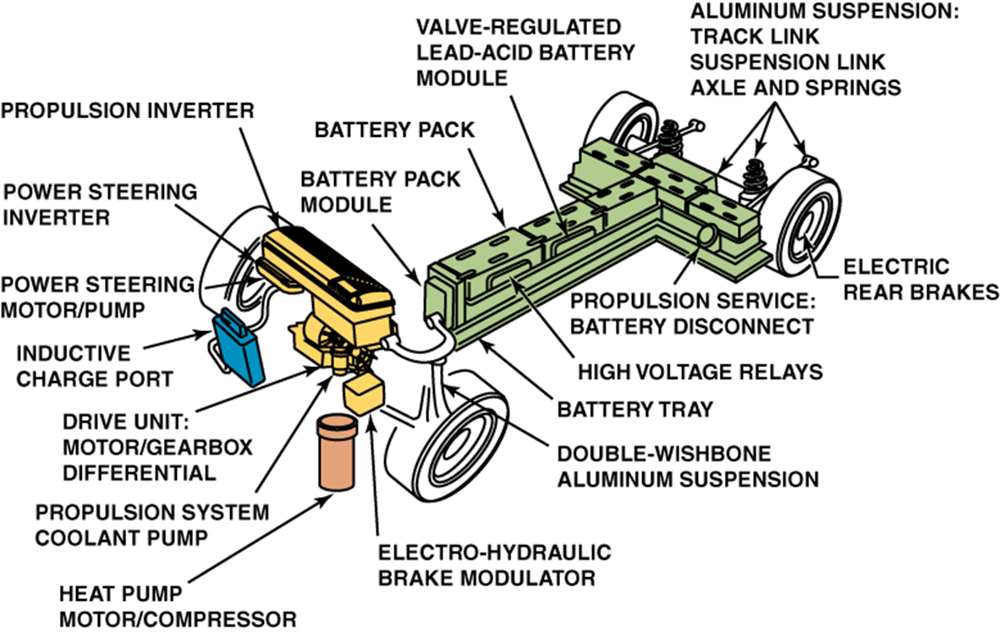 VALVE-REGULATED
LEAD-ACID BATTERY
MODULE
ALUMINUM SUSPENSION:
TRACK LINK
SUSPENSION LINK
AXLE AND SPRINGS
PROPULSION INVERTER
BATTERY PACK
BATTERY PACK
MODULE
POWER STEERING
INVERTER
POWER STEERING
MOTOR/PUMP
ELECTRIC
REAR BRAKES
PROPULSION SERVICE:
BATTERY DISCONNECT
INDUCTIVE
CHARGE PORT
HIGH VOLTAGE RELAYS
BATTERY TRAY
DRIVE UNIT:
MOTOR/GEARBOX
DIFFERENTIAL
DOUBLE-WISHBONE
ALUMINUM SUSPENSION
PROPULSION SYSTEM
COOLANT PUMP
ELECTRO-HYDRAULIC
BRAKE MODULATOR
HEAT PUMP
MOTOR/COMPRESSOR